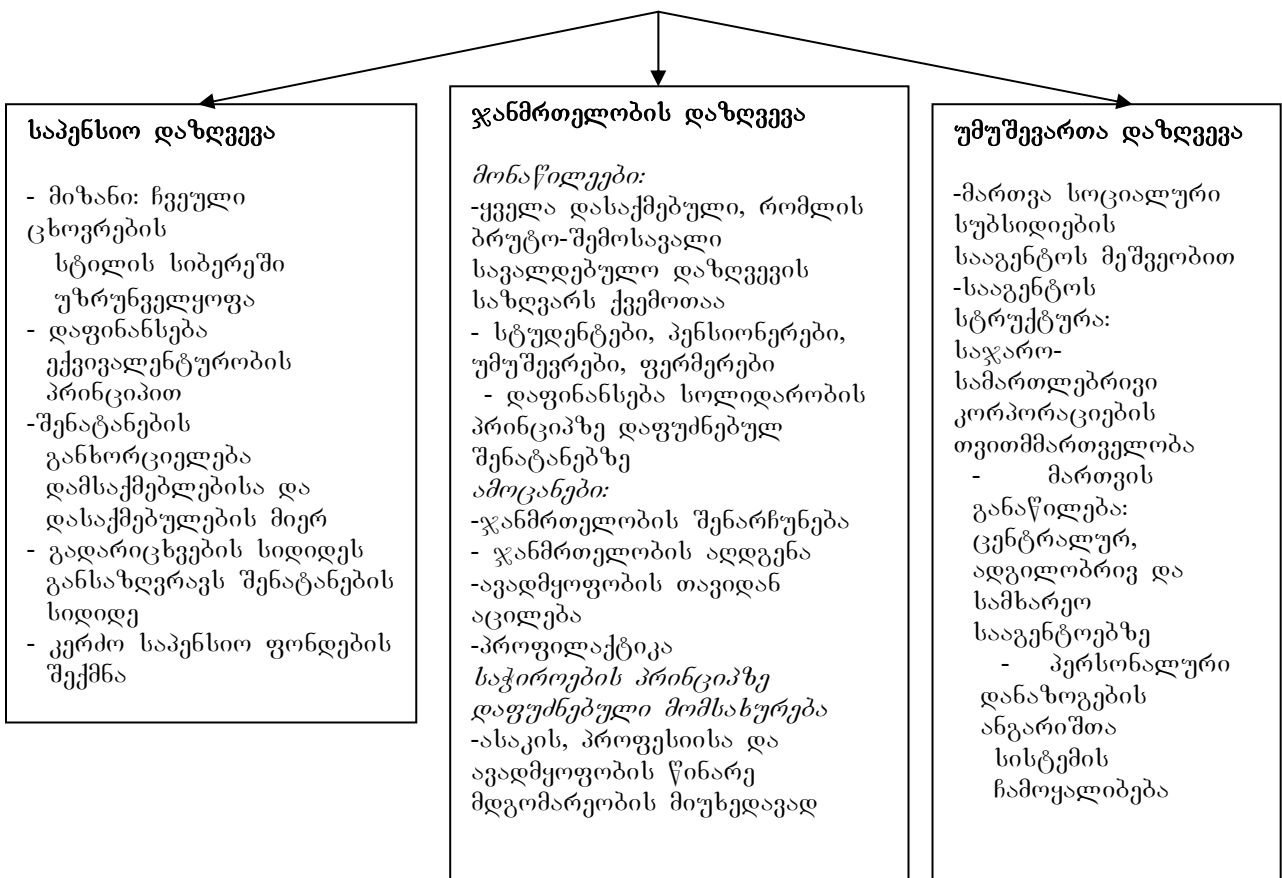 საპენსიო დაზღვევა
- მიზანი: ჩვეული
ცხოვრების
სტილის სიბერეში
უზრუნველყოფა
- დაფინანსება
ექვივალენტურობის
პრინციპით
-შენატანების
განხორციელება
დამსაქმებლებისა და
დასაქმებულების მიერ
- გადარიცხვების სიდიდეს
განსაზღვრავს შენატანების
სიდიდე
- კერძო საპენსიო ფონდების
შექმნა
ჯანმრთელობის დაზღვევა
მონაწილეები:
-ყველა დასაქმებული, რომლის
ბრუტო-შემოსავალი
სავალდებულო დაზღვევის
საზღვარს ქვემოთაა
- სტუდენტები, პენსიონერები,
უმუშევრები, ფერმერები
- დაფინანსება სოლიდარობის
პრინციპზე დაფუძნებულ
შენატანებზე
ამოცანები:
-ჯანმრთელობის შენარჩუნება
- ჯანმრთელობის აღდგენა
-ავადმყოფობის თავიდან
აცილება
-პროფილაქტიკა
საჭიროების პრინციპზე
დაფუძნებული მომსახურება
-ასაკის, პროფესიისა და
ავადმყოფობის წინარე
მდგომარეობის მიუხედავად
უმუშევართა დაზღვევა
-მართვა სოციალური
სუბსიდიების
სააგენტოს მეშვეობით
-სააგენტოს
სტრუქტურა:
საჯარო-
სამართლებრივი
კორპორაციების
თვითმმართველობა
- მართვის
განაწილება:
ცენტრალურ,
ადგილობრივ და
სამხარეო
სააგენტოებზე
- პერსონალური
დანაზოგების
ანგარიშთა
სისტემის
ჩამოყალიბება